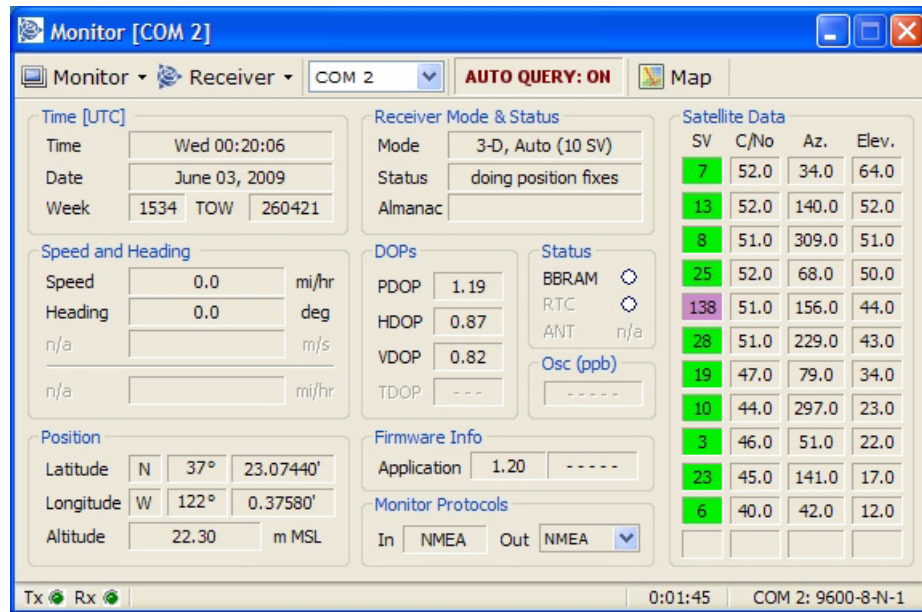 Monitor [COM 2]
Monitor Receiver COM 2 AUTO QUERY: ON Map
Time [UTC]
Time Wed 00:20:06
Date June 03, 2009
Week 1534 TOW 260421
Speed and Heading
Speed 0.0 mi/hr
Heading 0.0 deg
n/a m/s
n/a mi/hr
Position
Latitude N 37° 23.07440'
Longitude W 122° 0.37580'
Altitude 22.30 m MSL
Receiver Mode & Status
Mode 3-D, Auto (10 SV)
Status doing position fixes
Almanac
DOPs
PDOP 1.19
HDOP 0.87
VDOP 0.82
TDOP - - -
Status
BBRAM
RTC
ANT n/a
Osc (ppb)
- - - - -
Firmware Info
Application 1.20 - - - - -
Monitor Protocols
In NMEA Out NMEA
Satellite Data
SV C/No Az. Elev.
7 52.0 34.0 64.0
13 52.0 140.0 52.0
8 51.0 309.0 51.0
25 52.0 68.0 50.0
138 51.0 156.0 44.0
28 51.0 229.0 43.0
19 47.0 79.0 34.0
10 44.0 297.0 23.0
3 46.0 51.0 22.0
23 45.0 141.0 17.0
6 40.0 42.0 12.0
Tx Rx 0:01:45 COM 2: 9600-8-N-1